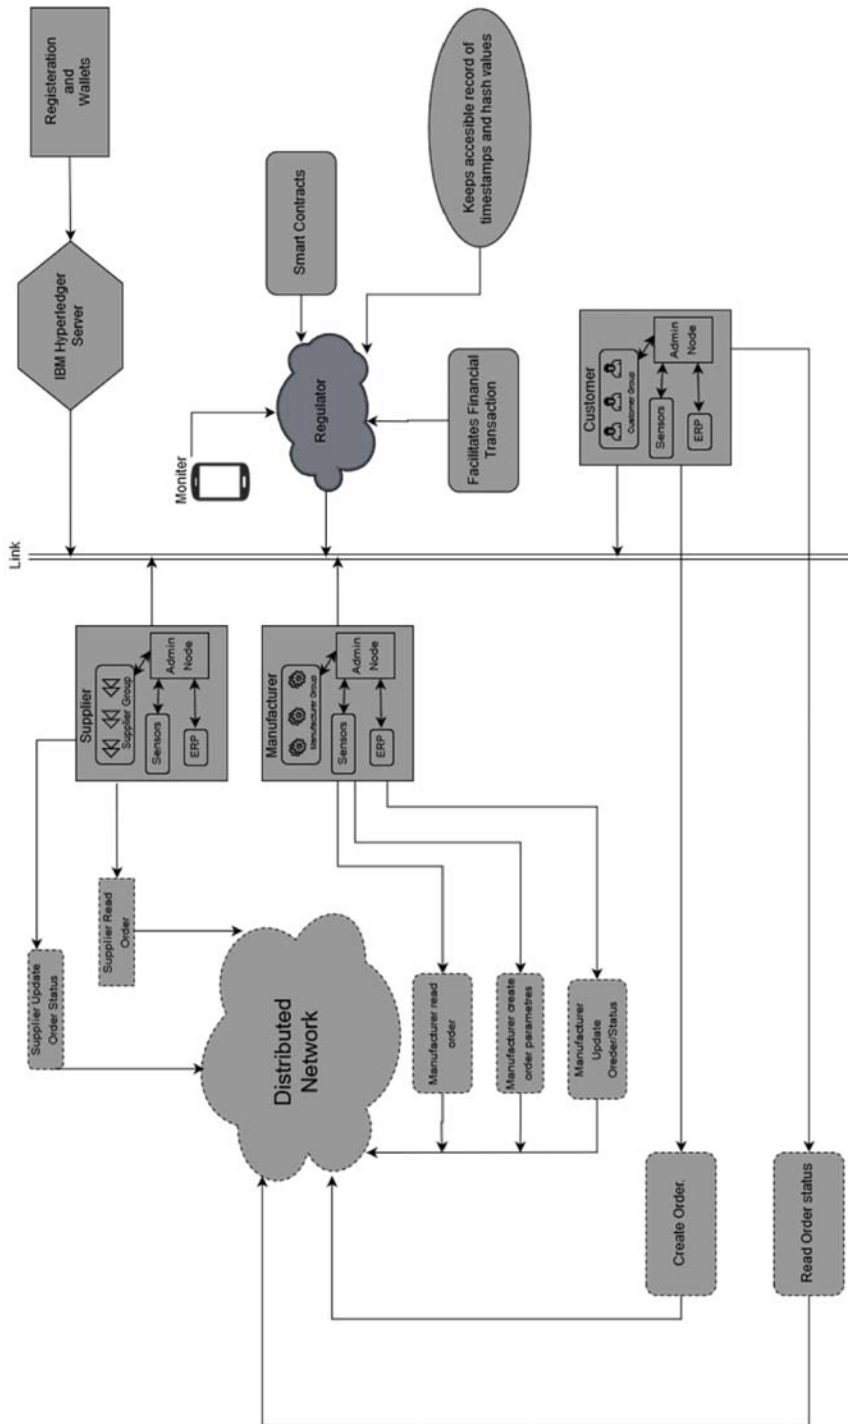 Registeration
and
Wallets
IBM Hyperledger
Server
Smart Contracts
Keeps accesible record of
timestamps and hash values
Moniter
Regulator
Facilitates Financial
Transaction
Link
Customer
Customer Group
Sensors
Admin
Node
ERP
Supplier
Supplier Group
Sensors
Admin
Node
ERP
Manufacturer
Manufacturer Group
Sensors
Admin
Node
ERP
Supplier Update
Order Status
Supplier Read
Order
Distributed
Network
Manufacturer read
order
Manufacturer create
order parametres
Manufacturer
Update
Oreder/Status
Create Order.
Read Order status